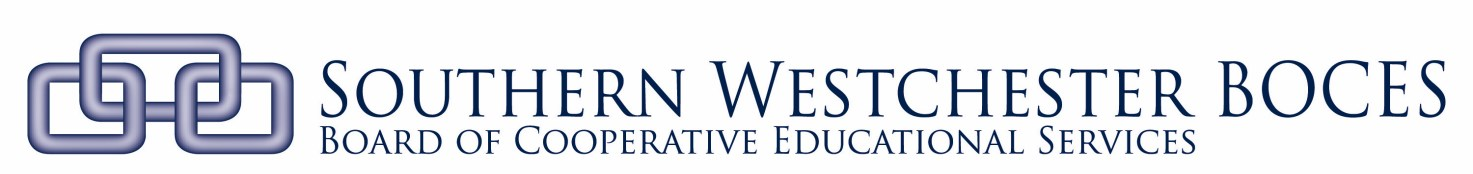 Southern Westchester BOCES
Board of Cooperative Educational Services